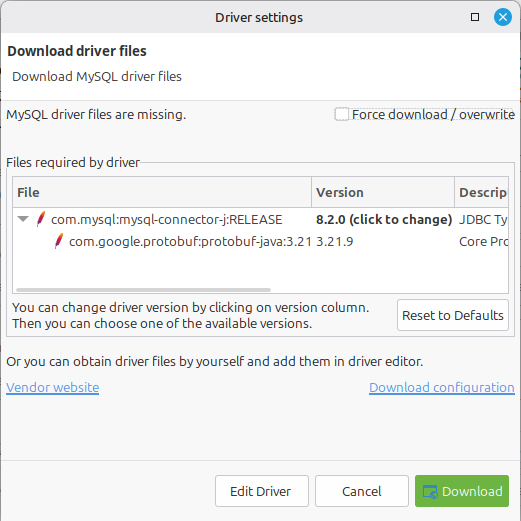 Driver settings
Download driver files
Download MySQL driver files
MySQL driver files are missing.
Force download / overwrite
Files required by driver
File Version Descrip
com.mysql:mysql-connector-j:RELEASE 8.2.0 (click to change) JDBC Ty
com.google.protobuf:protobuf-java:3.21 3.21.9 Core Pro
You can change driver version by clicking on version column.
Then you can choose one of the available versions.
Reset to Defaults
Or you can obtain driver files by yourself and add them in driver editor.
Vendor website Download configuration
Edit Driver Cancel Download